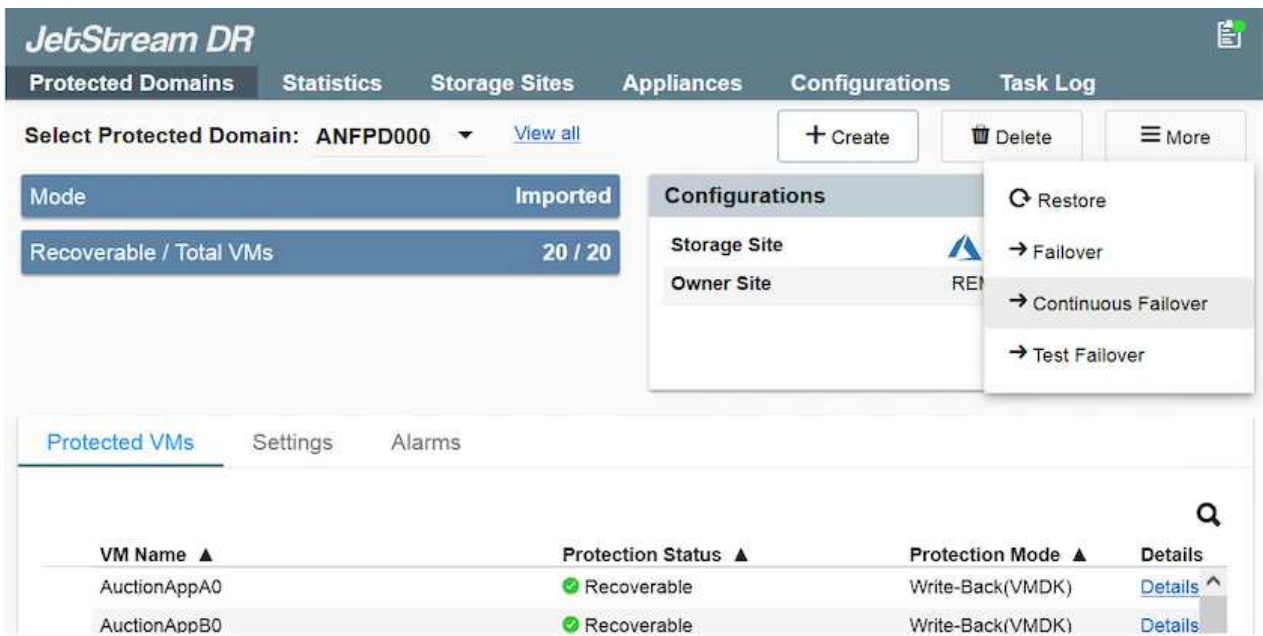 JetStream DR
Protected Domains Statistics Storage Sites Appliances Configurations Task Log
Select Protected Domain: ANFPD000 View all + Create Delete More
Mode Imported
Recoverable / Total VMs 20 / 20
Configurations
Storage Site
Owner Site
Restore
Failover
Continuous Failover
Test Failover
Protected VMs Settings Alarms
VM Name ▲ Protection Status ▲ Protection Mode ▲ Details
AuctionAppA0 Recoverable Write-Back(VMDK) Details
AuctionAppB0 Recoverable Write-Back(VMDK) Details